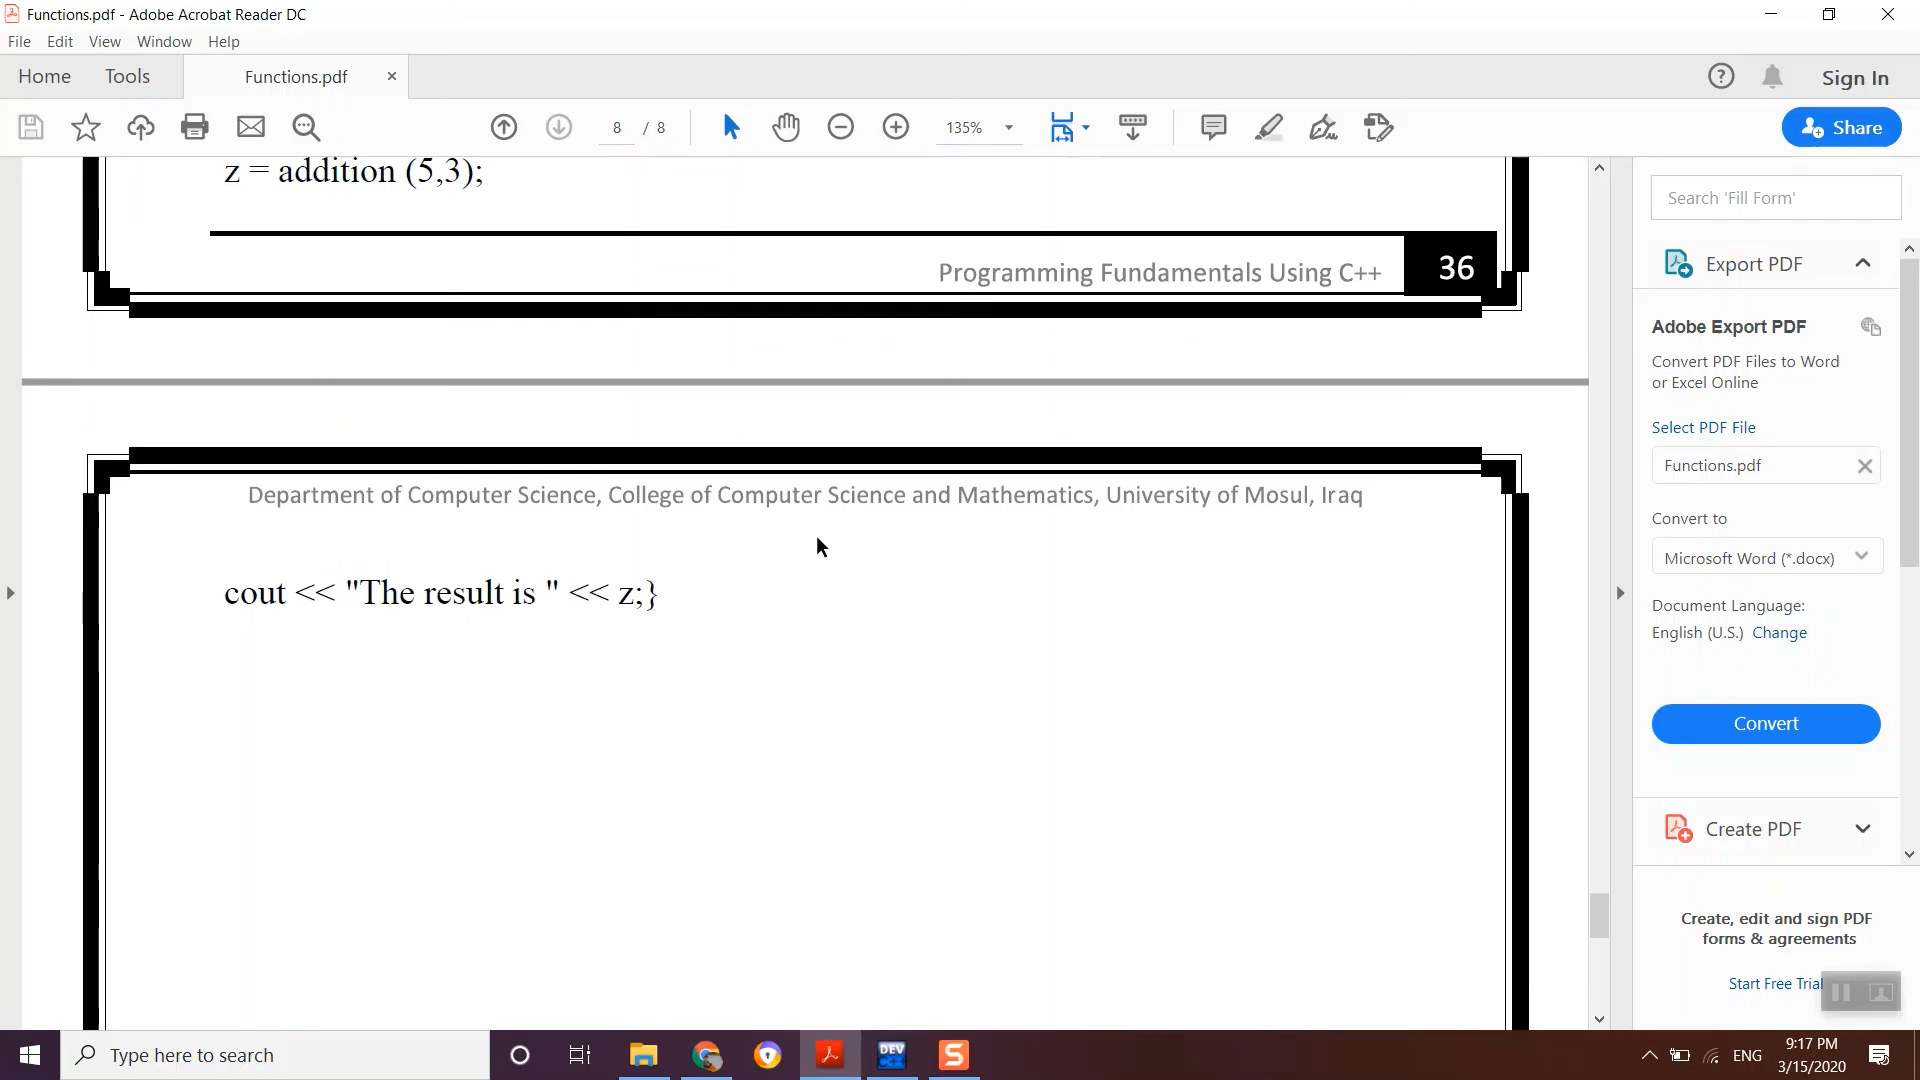 Functions.pdf - Adobe Acrobat Reader DC
File Edit View Window Help
Home Tools Functions.pdf × Sign In
8 / 8 135% Share
z = addition (5,3);
Programming Fundamentals Using C++ 36
Department of Computer Science, College of Computer Science and Mathematics, University of Mosul, Iraq
cout << "The result is " << z;}
Search 'Fill Form'
Export PDF
Adobe Export PDF
Convert PDF Files to Word
or Excel Online
Select PDF File
Functions.pdf
Convert to
Microsoft Word (*.docx)
Document Language:
English (U.S.) Change
Convert
Create PDF
Create, edit and sign PDF
forms & agreements
Start Free Trial
Type here to search
DEV
S
ENG
9:17 PM
3/15/2020